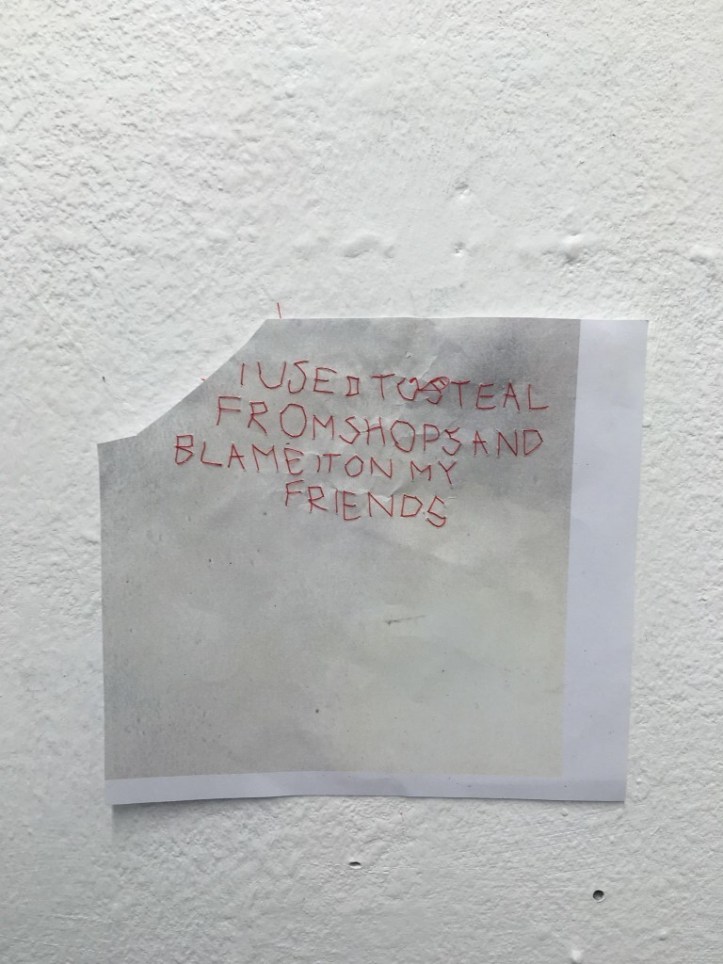 I USED TO STEAL
FROM SHOPS AND
BLAME IT ON MY
FRIENDS